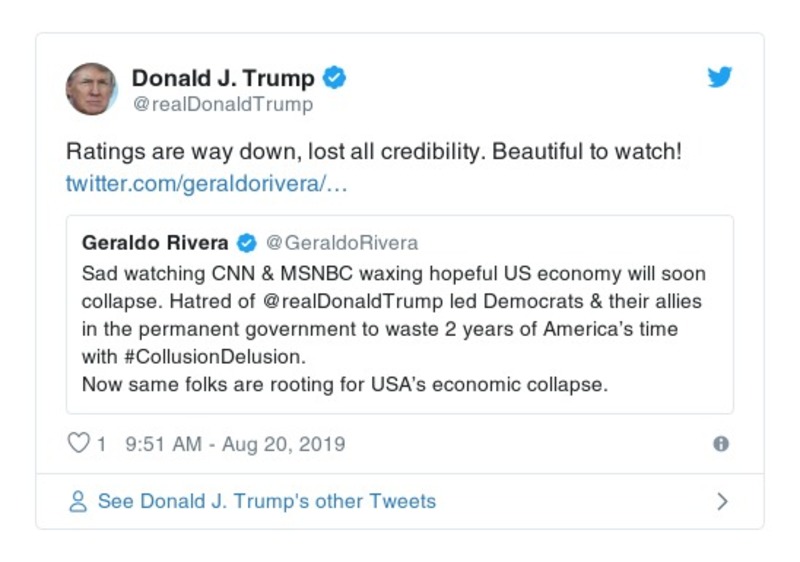 Donald J. Trump
@realDonaldTrump
Ratings are way down, lost all credibility. Beautiful to watch!
twitter.com/geraldorivera/…
Geraldo Rivera @GeraldoRivera
Sad watching CNN & MSNBC waxing hopeful US economy will soon
collapse. Hatred of @realDonaldTrump led Democrats & their allies
in the permanent government to waste 2 years of America’s time
with #CollusionDelusion.
Now same folks are rooting for USA’s economic collapse.
1 9:51 AM - Aug 20, 2019
See Donald J. Trump's other Tweets